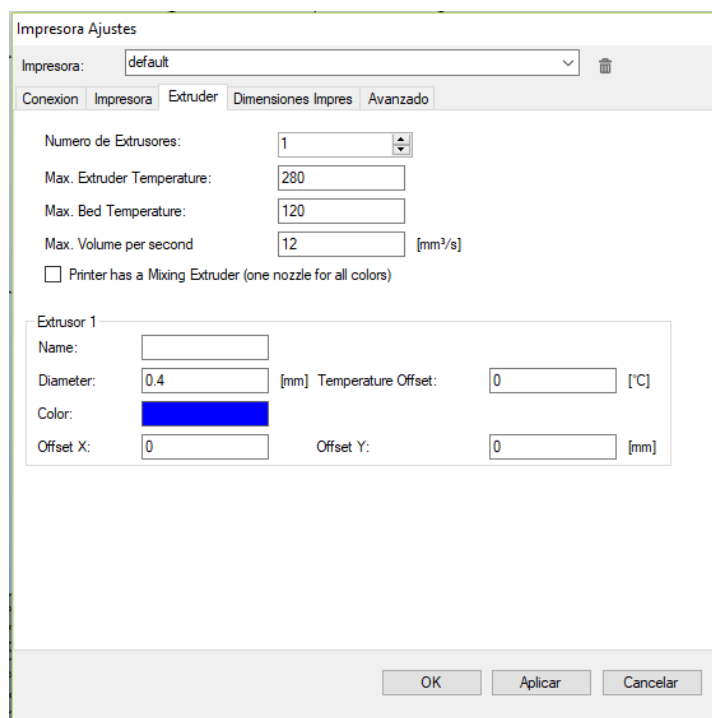 Impresora Ajustes
Impresora: default
Conexion Impresora Extruder Dimensiones Impres Avanzado
Numero de Extrusores: 1
Max. Extruder Temperature: 280
Max. Bed Temperature: 120
Max. Volume per second 12 [mm³/s]
Printer has a Mixing Extruder (one nozzle for all colors)
Extrusor 1
Name:
Diameter: 0.4 [mm] Temperature Offset: 0 [°C]
Color:
Offset X: 0 Offset Y: 0 [mm]
OK Aplicar Cancelar